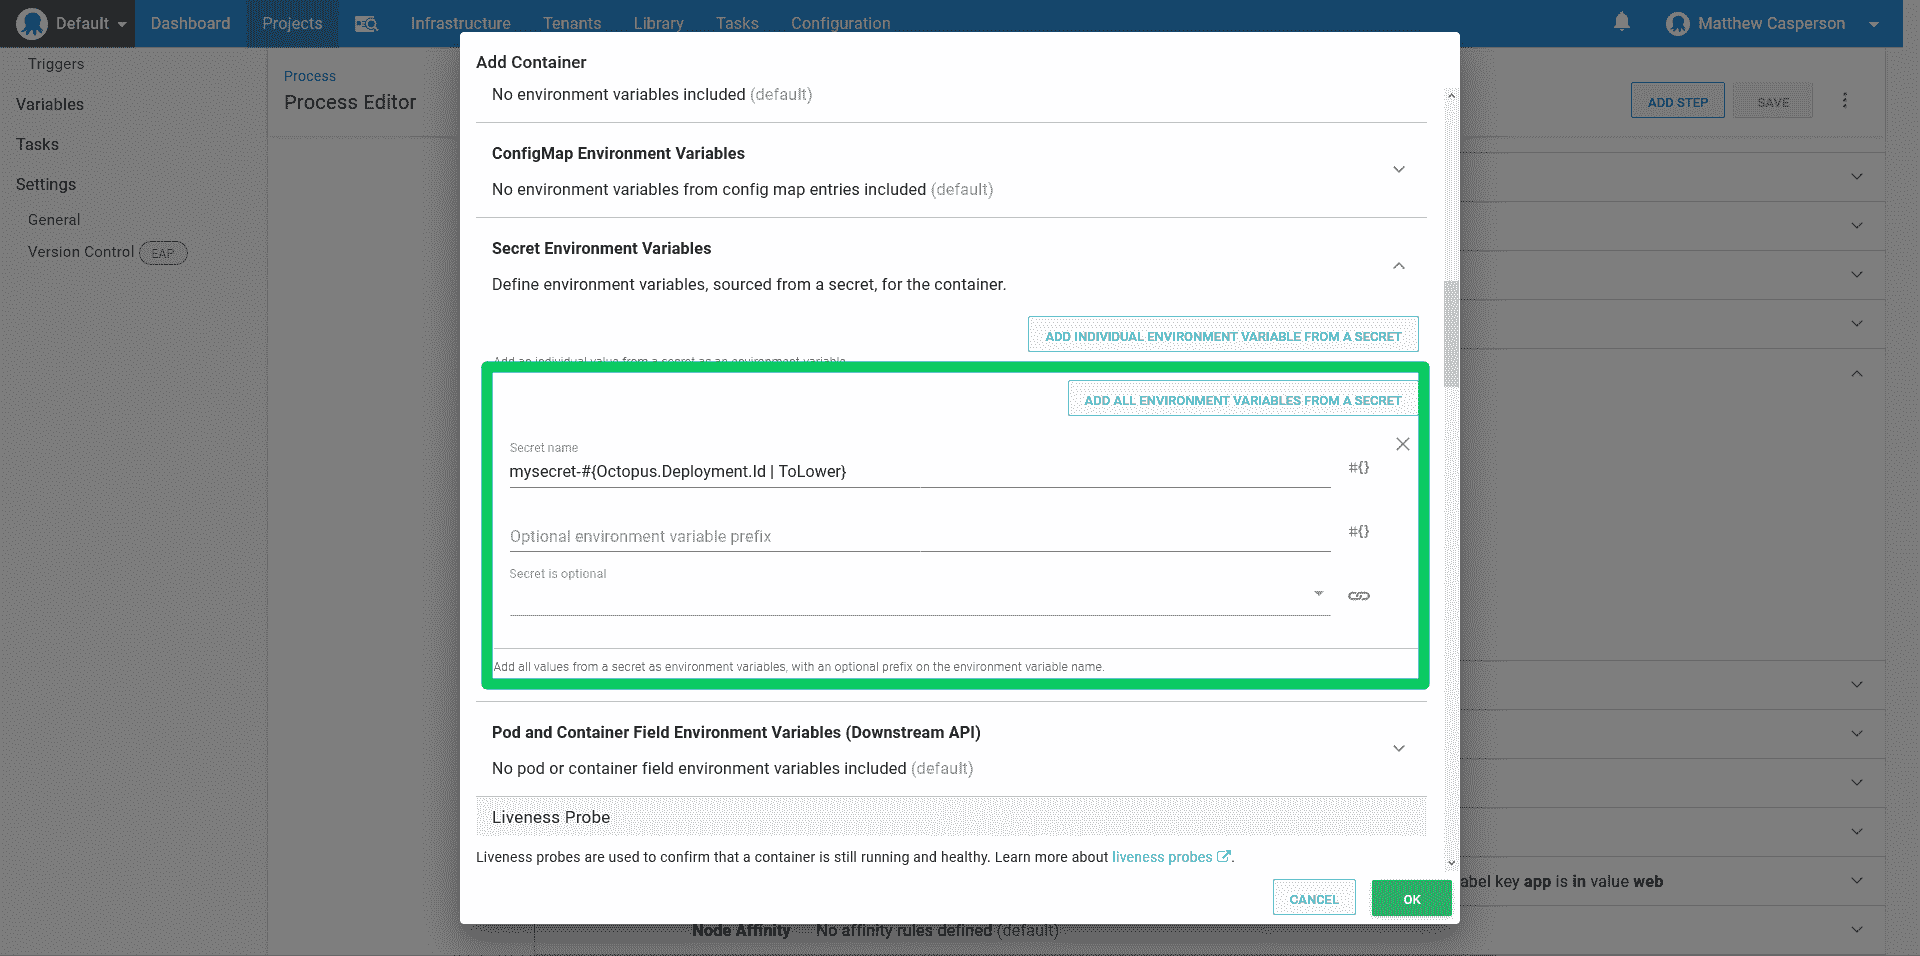 Default
Dashboard
Projects
Infrastructure
Tenants
Library
Tasks
Configuration
Matthew Casperson
Triggers
Variables
Tasks
Settings
General
Version Control EAP
Process
Process Editor
ADD STEP
SAVE
Add Container
No environment variables included (default)
ConfigMap Environment Variables
No environment variables from config map entries included (default)
Secret Environment Variables
Define environment variables, sourced from a secret, for the container.
ADD INDIVIDUAL ENVIRONMENT VARIABLE FROM A SECRET
Add an individual value from a secret as an environment variable.
ADD ALL ENVIRONMENT VARIABLES FROM A SECRET
Secret name
mysecret-#{Octopus.Deployment.Id | ToLower}
#{}
Optional environment variable prefix
#{}
Secret is optional
Add all values from a secret as environment variables, with an optional prefix on the environment variable name.
Pod and Container Field Environment Variables (Downstream API)
No pod or container field environment variables included (default)
Liveness Probe
Liveness probes are used to confirm that a container is still running and healthy. Learn more about liveness probes.
CANCEL
OK
abel key app is in value web
Node Affinity No affinity rules defined (default)